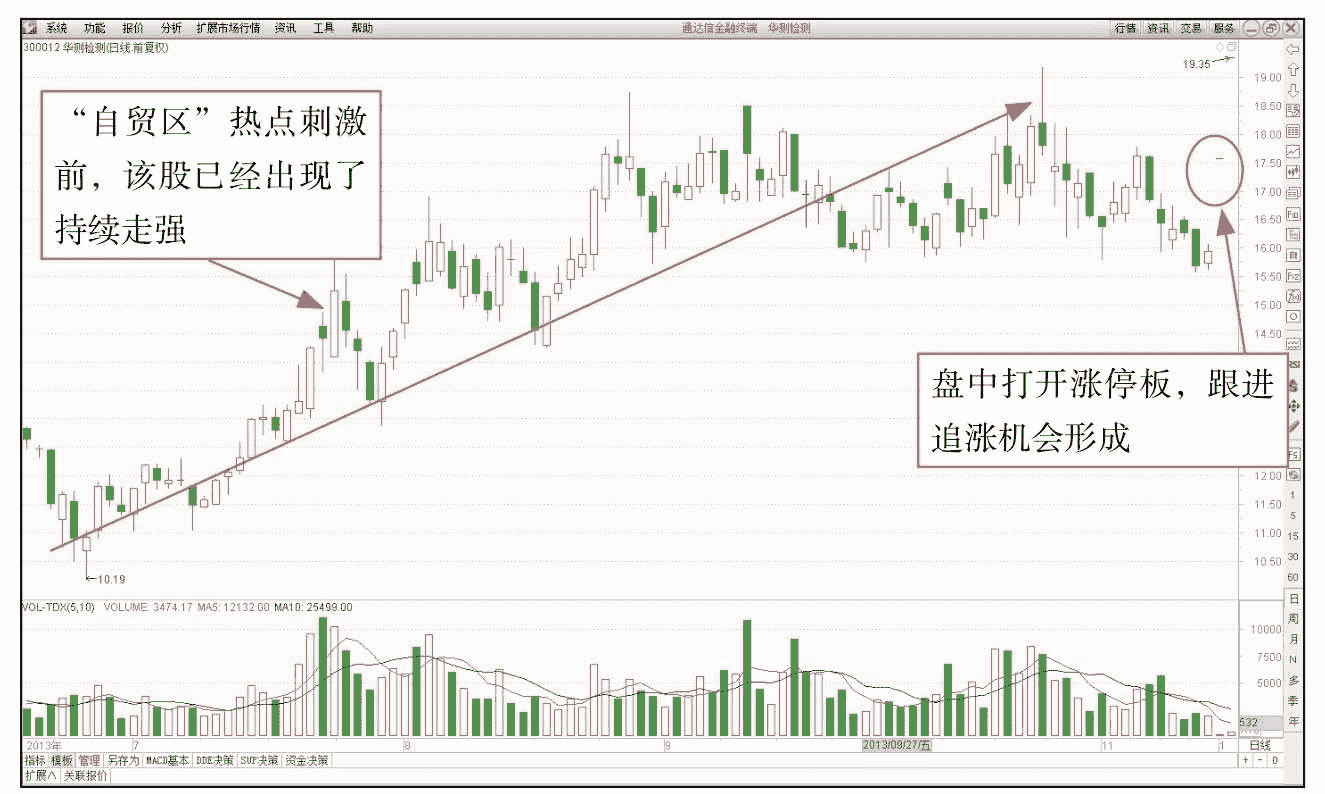 系统 功能 报价 分析 扩展市场行情 资讯 工具 帮助 通达信金融终端 华测检测 行情 资讯 交易 服务
300012 华测检测(日线.前复权)
19.35
19.00
18.50
18.00
17.50
17.00
16.50
16.00
15.50
15.00
14.50
12.00
11.50
11.00
10.50
“自贸区”热点刺激
前，该股已经出现了
持续走强
盘中打开涨停板，跟进
追涨机会形成
10.19
VOL-TDX(5,10) VOLUME: 3474.17 MA5: 12132.00 MA10: 25499.00
10000
7500
5000
532
F10
F12
F5
1
5
15
30
60
日
周
月
N
多
季
年
2013年 7 8 9 2013/09/27/五 11 1 日线
指标 模板 管理 另存为 MACD基本 DDE决策 SUP决策 资金决策 + - 0
扩展∧ 关联报价